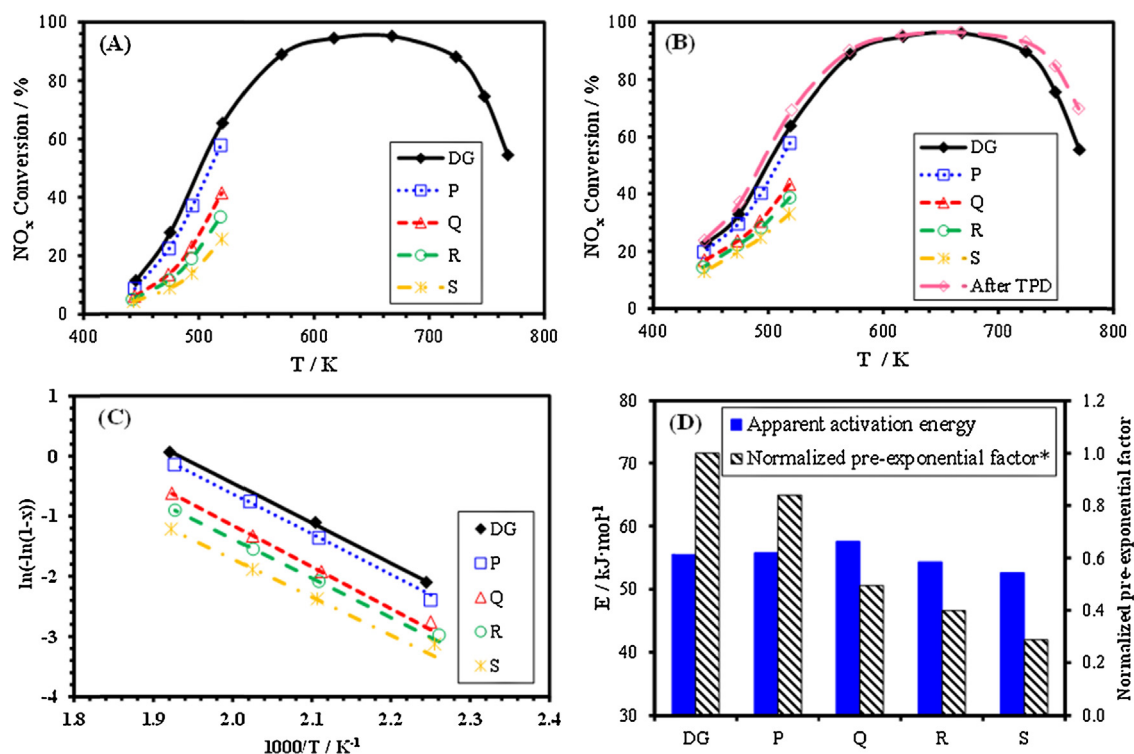 (A)
NOx Conversion / %
100
80
60
40
20
0
400 500 600 700 800
T / K
DG
P
Q
R
S
(B)
NOx Conversion / %
100
80
60
40
20
0
400 500 600 700 800
T / K
DG
P
Q
R
S
After TPD
(C)
ln(-ln(1-x))
1
0
-1
-2
-3
-4
1.8 1.9 2.0 2.1 2.2 2.3 2.4
1000/T / K-1
DG
P
Q
R
S
(D)
E / kJ·mol-1
80
70
60
50
40
30
DG P Q R S
Apparent activation energy
Normalized pre-exponential factor*
1.2
1.0
0.8
0.6
0.4
0.2
0.0
Normalized pre-exponential factor